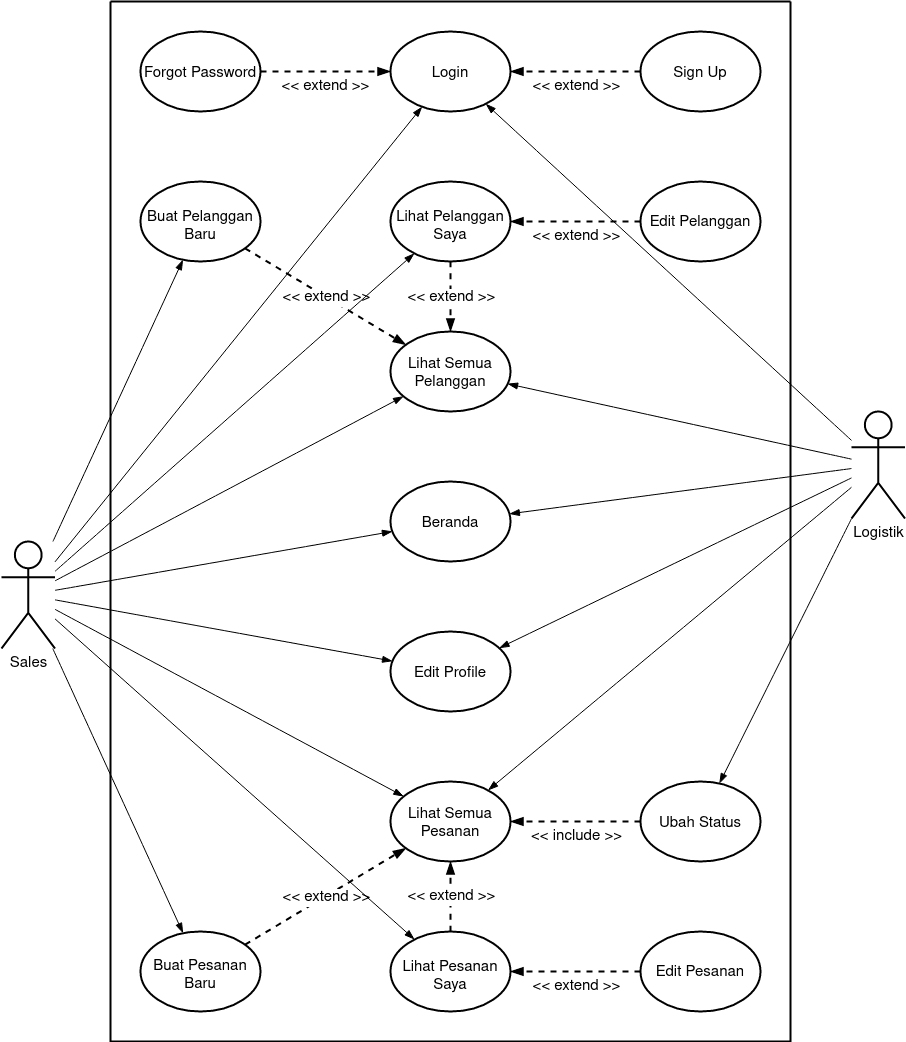 Forgot Password
<< extend >>
Login
<< extend >>
Sign Up
Buat Pelanggan
Baru
Lihat Pelanggan
Saya
<< extend >>
Edit Pelanggan
<< extend >>
<< extend >>
Lihat Semua
Pelanggan
Beranda
Logistik
Sales
Edit Profile
Lihat Semua
Pesanan
<< include >>
Ubah Status
<< extend >>
<< extend >>
Buat Pesanan
Baru
Lihat Pesanan
Saya
<< extend >>
Edit Pesanan